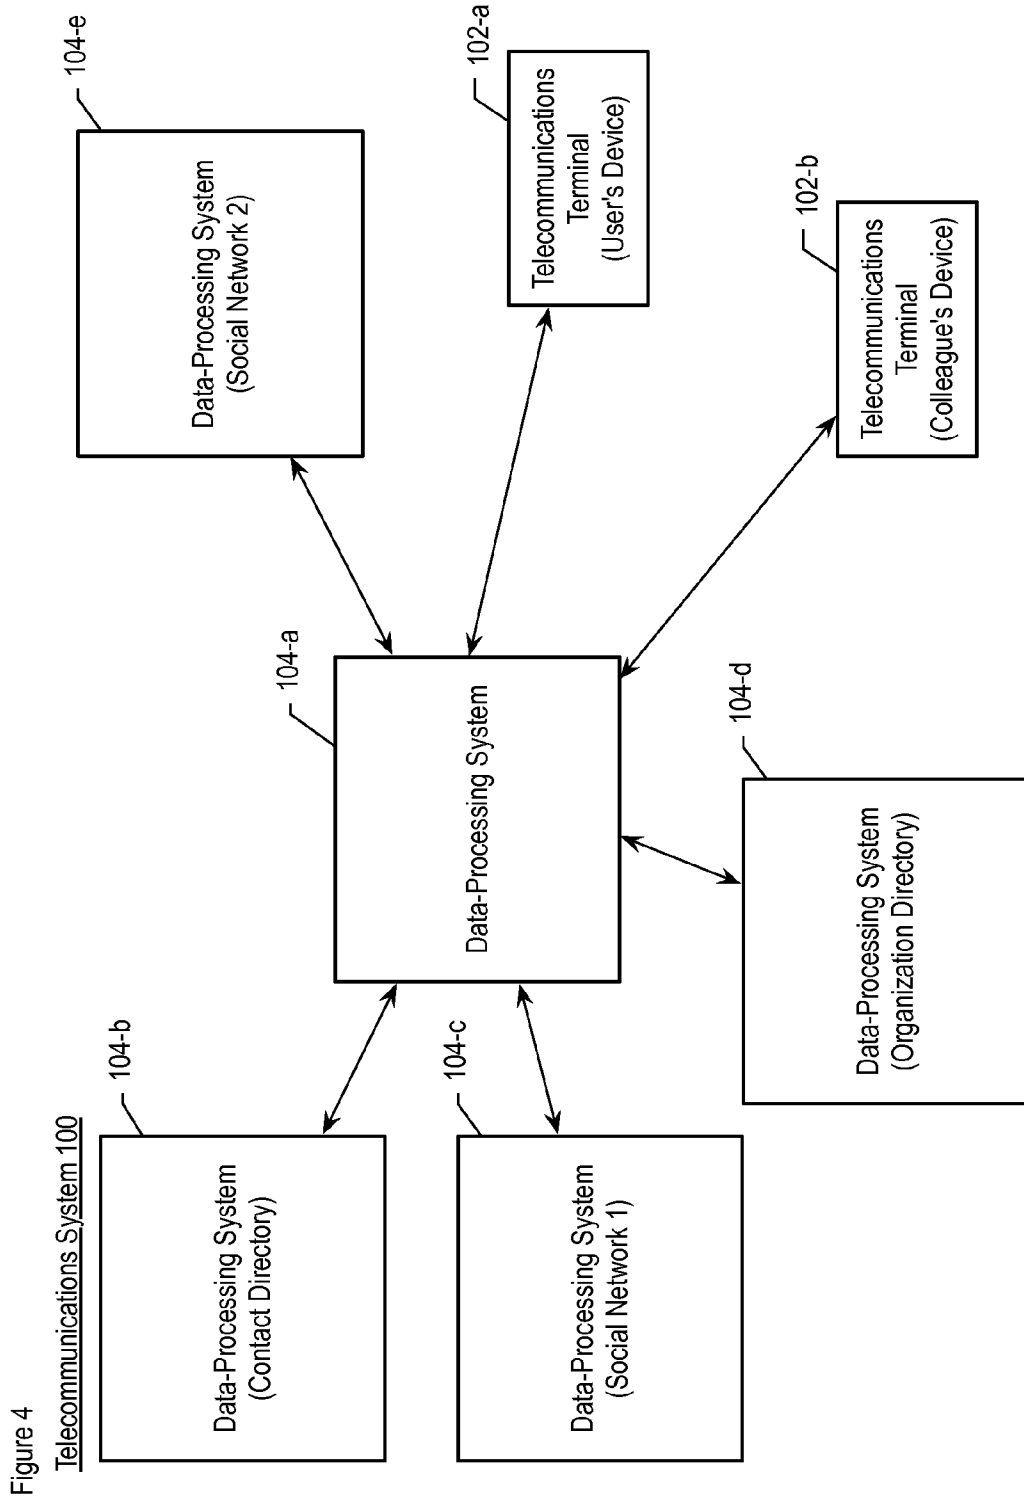 Figure 4
Telecommunications System 100
104-b
Data-Processing System
(Contact Directory)
104-c
Data-Processing System
(Social Network 1)
104-a
Data-Processing System
104-d
Data-Processing System
(Organization Directory)
104-e
Data-Processing System
(Social Network 2)
102-a
Telecommunications
Terminal
(User's Device)
102-b
Telecommunications
Terminal
(Colleague's Device)